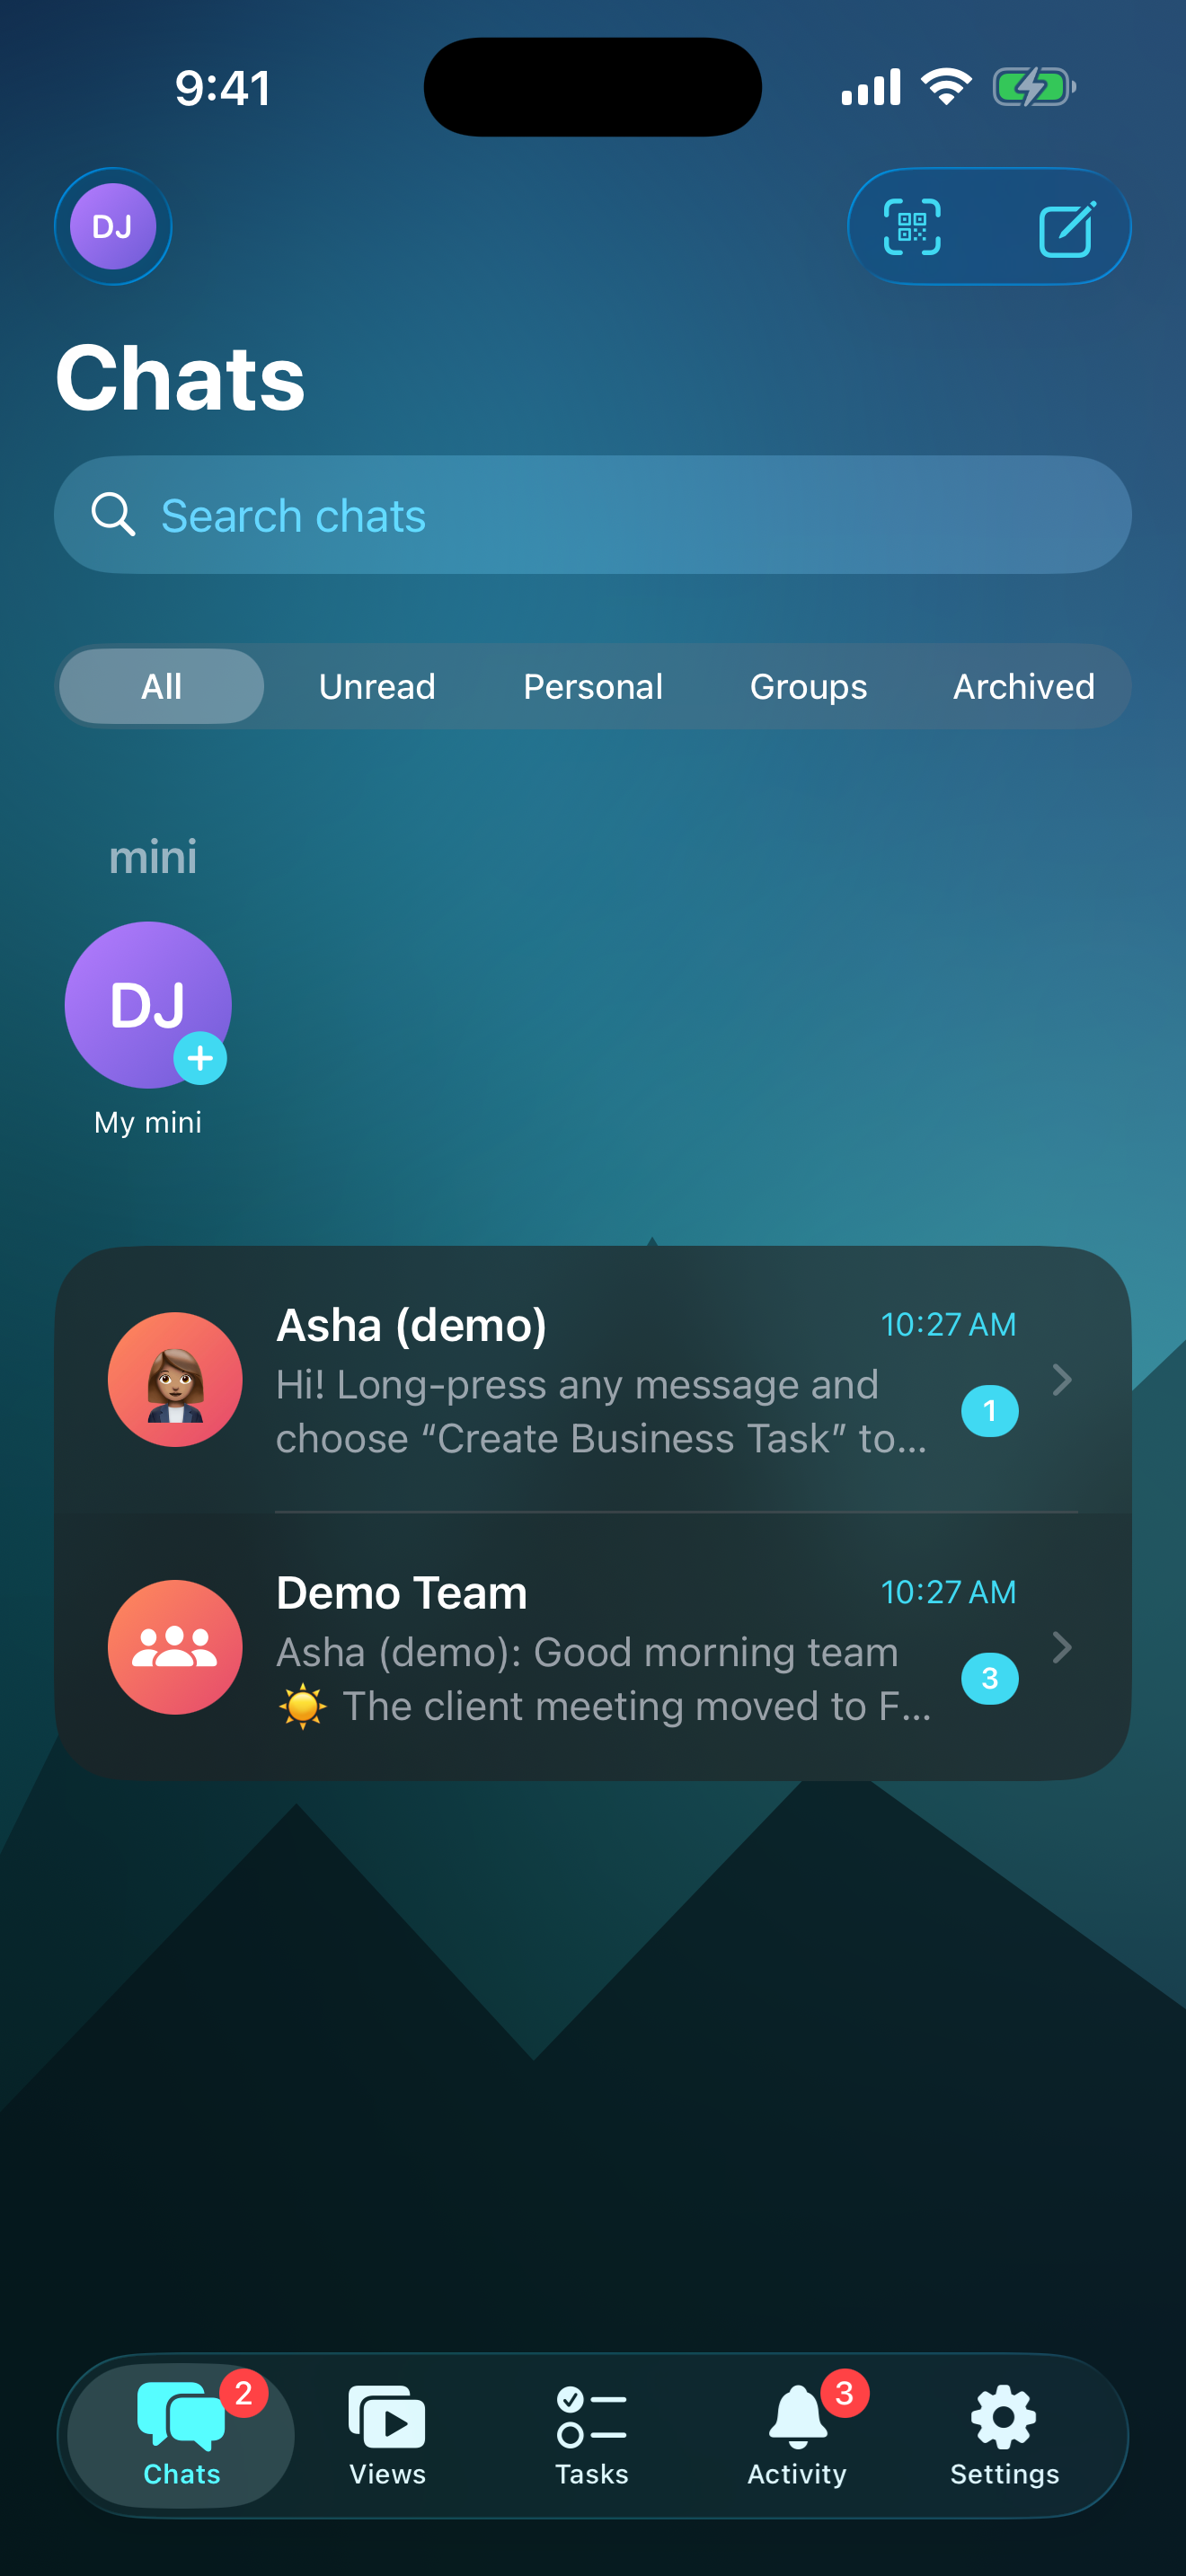 9:41
DJ
Chats
Search chats
All Unread Personal Groups Archived
mini
DJ
My mini
Asha (demo) 10:27 AM
Hi! Long-press any message and
choose “Create Business Task” to...
1
Demo Team 10:27 AM
Asha (demo): Good morning team
☀️ The client meeting moved to F...
3
2 3
Chats Views Tasks Activity Settings